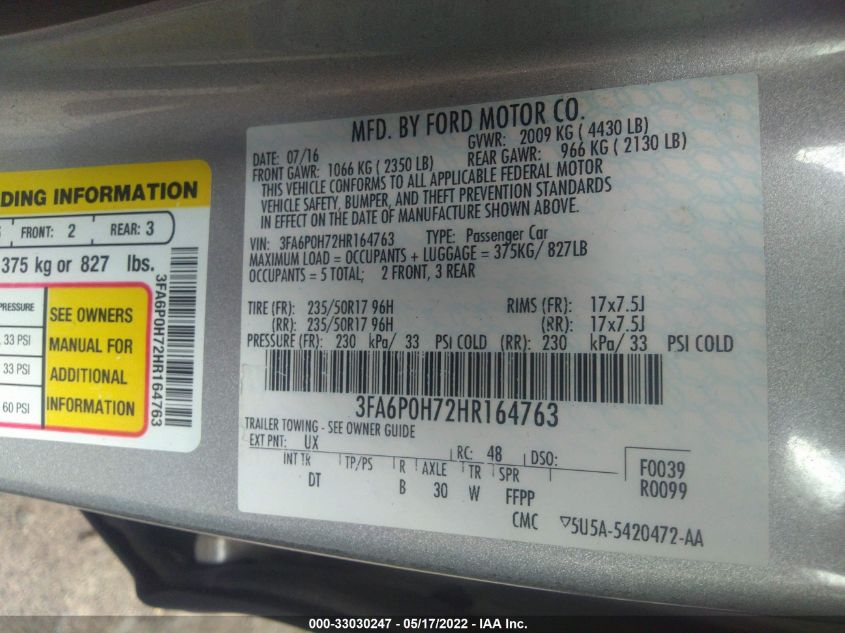 DING INFORMATION
FRONT: 2 REAR: 3
375 kg or 827 lbs.
PRESSURE
33 PSI
33 PSI
60 PSI
SEE OWNERS
MANUAL FOR
ADDITIONAL
INFORMATION
3FA6P0H72HR164763
MFD. BY FORD MOTOR CO.
DATE: 07/16 GVWR: 2009 KG ( 4430 LB)
FRONT GAWR: 1066 KG ( 2350 LB) REAR GAWR: 966 KG ( 2130 LB)
THIS VEHICLE CONFORMS TO ALL APPLICABLE FEDERAL MOTOR
VEHICLE SAFETY, BUMPER, AND THEFT PREVENTION STANDARDS
IN EFFECT ON THE DATE OF MANUFACTURE SHOWN ABOVE.
VIN: 3FA6P0H72HR164763 TYPE: Passenger Car
MAXIMUM LOAD = OCCUPANTS + LUGGAGE = 375KG/ 827LB
OCCUPANTS = 5 TOTAL; 2 FRONT, 3 REAR
TIRE (FR): 235/50R17 96H RIMS (FR): 17x7.5J
(RR): 235/50R17 96H (RR): 17x7.5J
PRESSURE (FR): 230 kPa/ 33 PSI COLD (RR): 230 kPa/ 33 PSI COLD
3FA6P0H72HR164763
TRAILER TOWING - SEE OWNER GUIDE
EXT PNT: UX RC: 48 DSO:
INT TR TP/PS R AXLE TR SPR
DT B 30 W FFPP
F0039
R0099
CMC ▽5U5A-5420472-AA
000-33030247 - 05/17/2022 - IAA Inc.